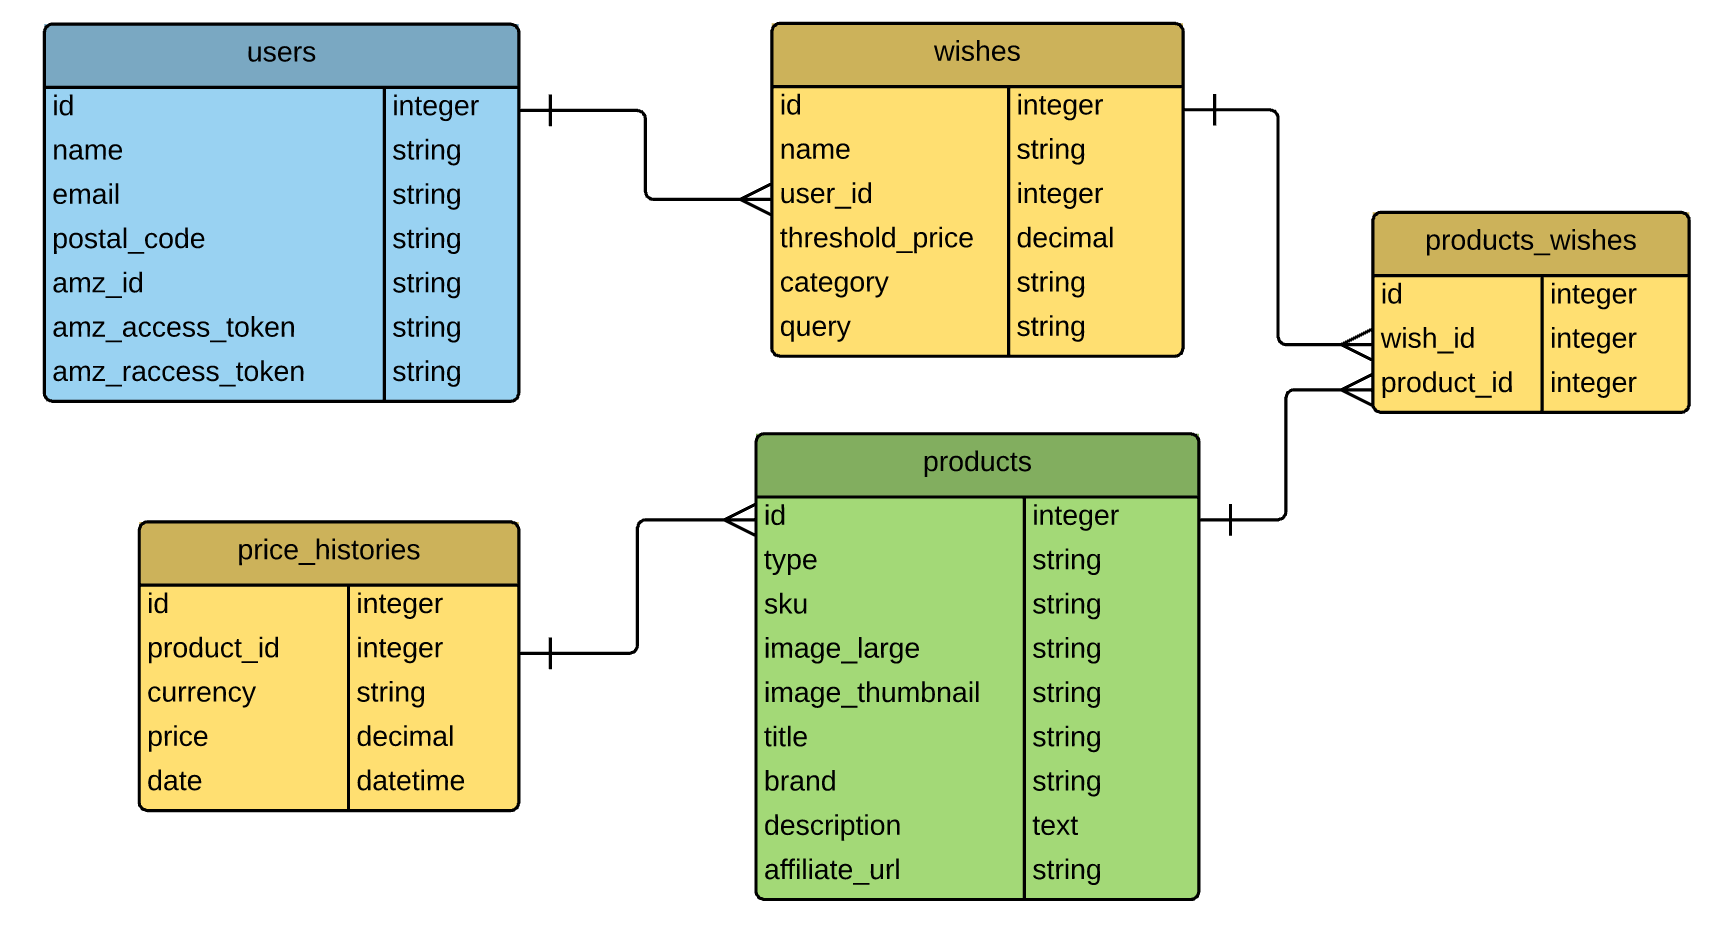 users
id integer
name string
email string
postal_code string
amz_id string
amz_access_token string
amz_raccess_token string
wishes
id integer
name string
user_id integer
threshold_price decimal
category string
query string
products_wishes
id integer
wish_id integer
product_id integer
price_histories
id integer
product_id integer
currency string
price decimal
date datetime
products
id integer
type string
sku string
image_large string
image_thumbnail string
title string
brand string
description text
affiliate_url string